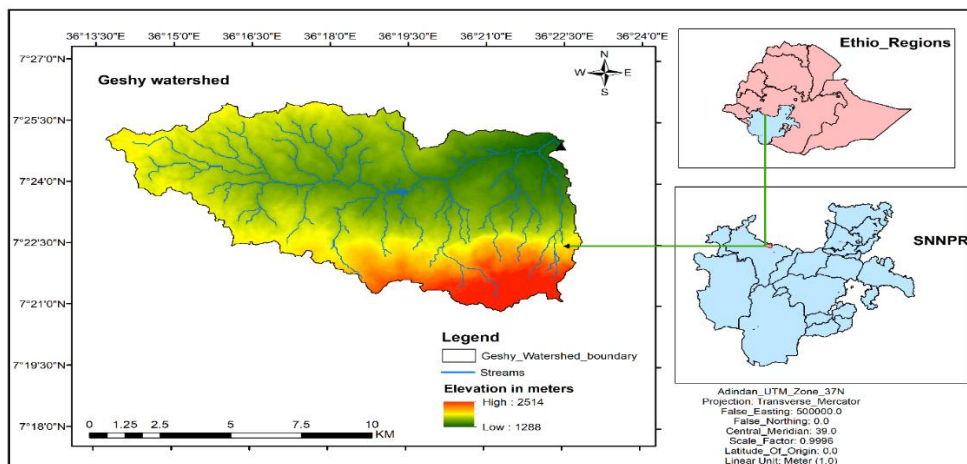 36°13'30"E 36°15'0"E 36°16'30"E 36°18'0"E 36°19'30"E 36°21'0"E 36°22'30"E 36°24'0"E
7°27'0"N
7°25'30"N
7°24'0"N
7°22'30"N
7°21'0"N
7°19'30"N
7°18'0"N
Geshy watershed
N
W E
S
Legend
Geshy_Watershed_boundary
Streams
Elevation in meters
High : 2514
Low : 1288
0 1.25 2.5 5 7.5 10
KM
Ethio_Regions
SNNPR
Adindan_UTM_Zone_37N
Projection: Transverse_Mercator
False_Easting: 500000.0
False_Northing: 0.0
Central_Meridian: 39.0
Scale_Factor: 0.9996
Latitude_Of_Origin: 0.0
Linear Unit: Meter (1.0)